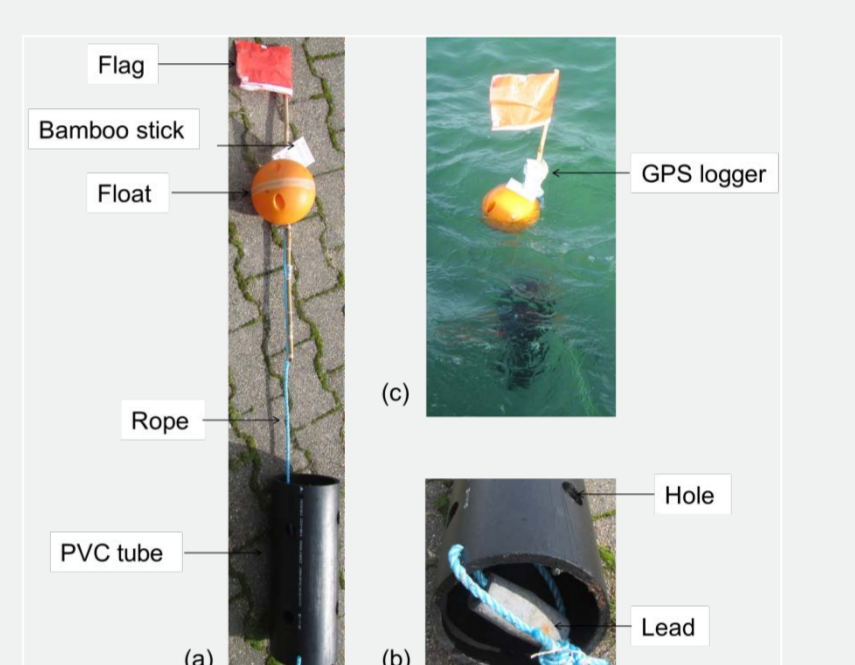 Flag
Bamboo stick
Float
GPS logger
(c)
Rope
Hole
PVC tube
Lead
(a)
(b)